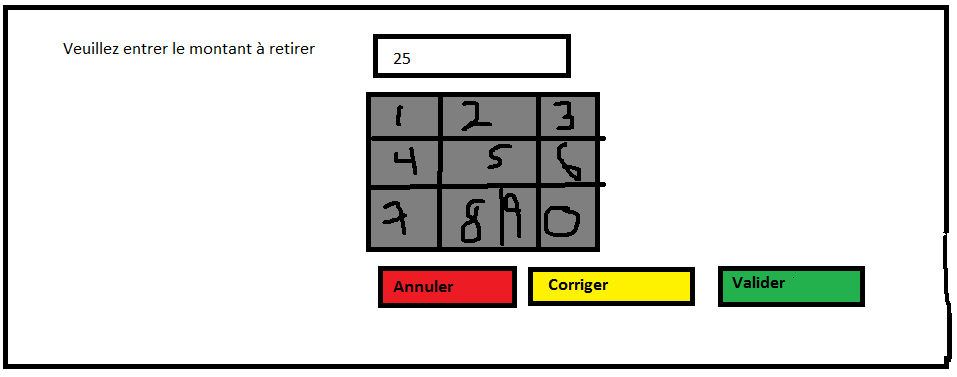 Veuillez entrer le montant à retirer 25
1 2 3
4 5 6
7 8 9 0
Annuler Corriger Valider